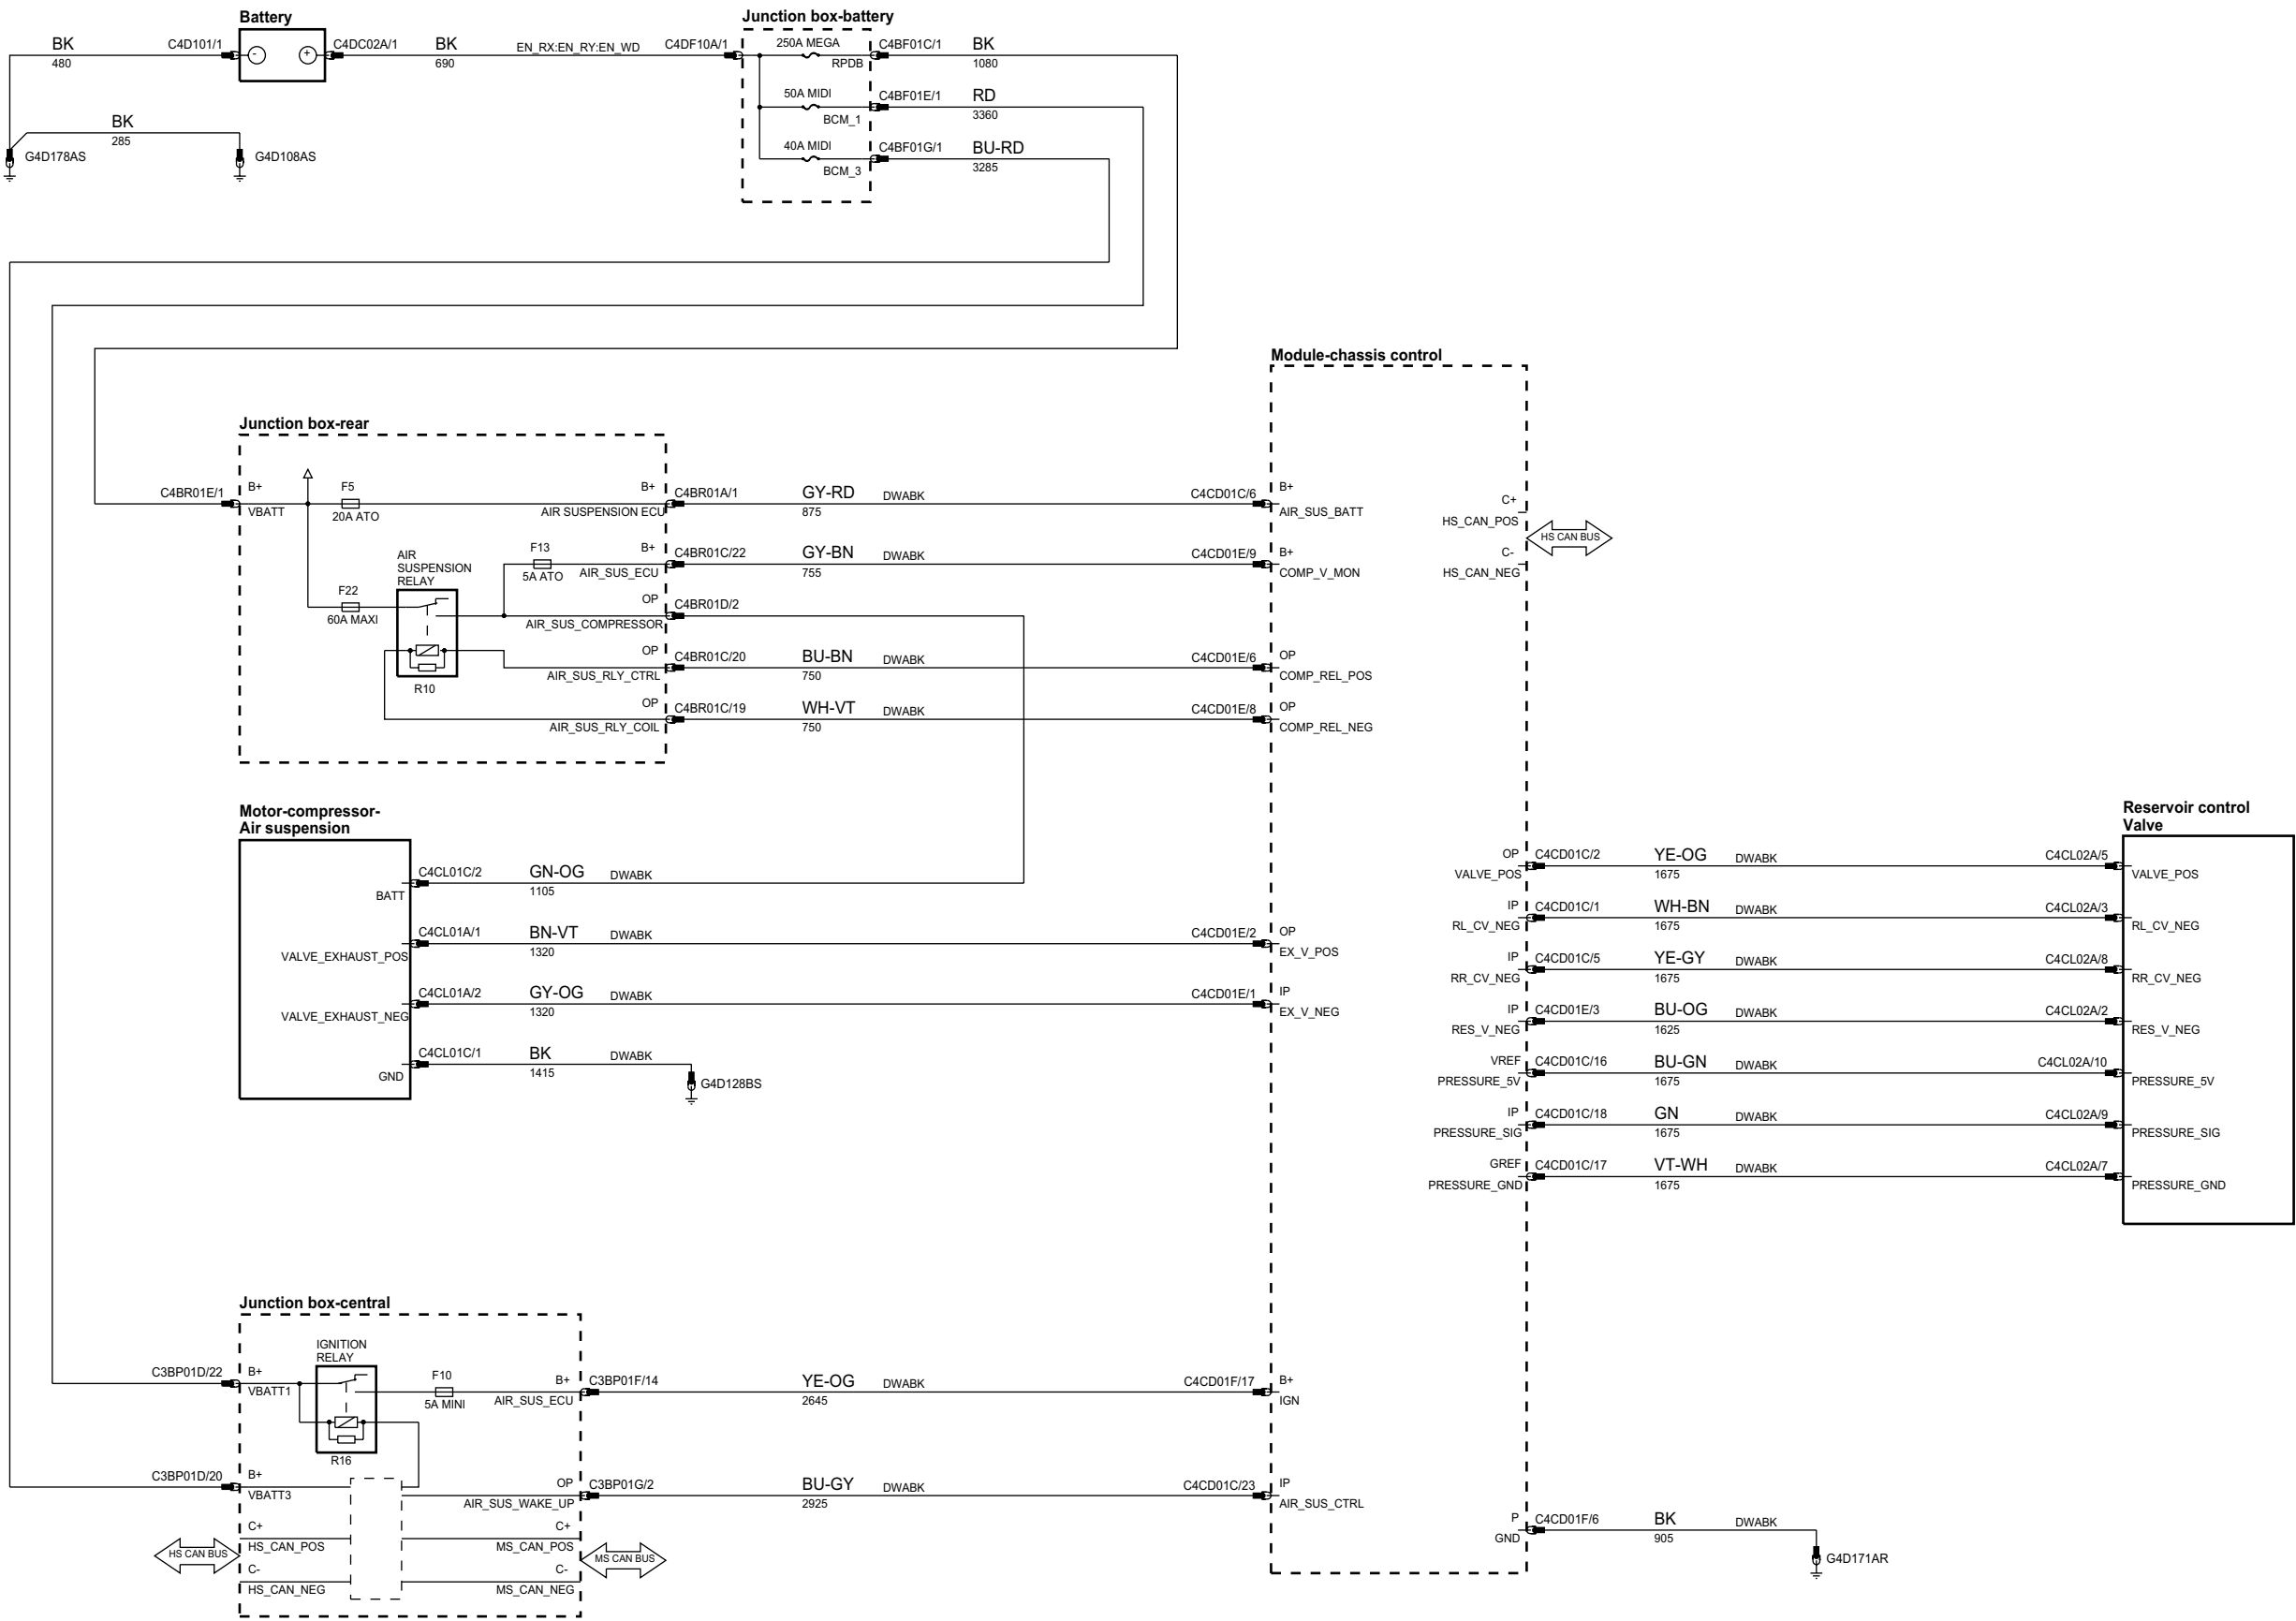 Battery
Junction box-battery
BK
480
C4D101/1
-
+
C4DC02A/1
BK
690
EN_RX:EN_RY:EN_WD
C4DF10A/1
250A MEGA
RPDB
C4BF01C/1
BK
1080
50A MIDI
BCM_1
C4BF01E/1
RD
3360
40A MIDI
BCM_3
C4BF01G/1
BU-RD
3285
BK
285
G4D178AS
G4D108AS
Module-chassis control
Junction box-rear
C4BR01E/1
B+
VBATT
F5
20A ATO
B+
AIR SUSPENSION ECU
C4BR01A/1
GY-RD
875
DWABK
C4CD01C/6
B+
AIR_SUS_BATT
C+
HS_CAN_POS
HS CAN BUS
C-
HS_CAN_NEG
AIR
SUSPENSION
RELAY
F13
5A ATO
B+
AIR_SUS_ECU
C4BR01C/22
GY-BN
755
DWABK
C4CD01E/9
B+
COMP_V_MON
F22
60A MAXI
OP
AIR_SUS_COMPRESSOR
C4BR01D/2
OP
AIR_SUS_RLY_CTRL
C4BR01C/20
BU-BN
750
DWABK
C4CD01E/6
OP
COMP_REL_POS
R10
OP
AIR_SUS_RLY_COIL
C4BR01C/19
WH-VT
750
DWABK
C4CD01E/8
OP
COMP_REL_NEG
Motor-compressor-
Air suspension
BATT
C4CL01C/2
GN-OG
1105
DWABK
VALVE_EXHAUST_POS
C4CL01A/1
BN-VT
1320
DWABK
C4CD01E/2
OP
EX_V_POS
VALVE_EXHAUST_NEG
C4CL01A/2
GY-OG
1320
DWABK
C4CD01E/1
IP
EX_V_NEG
GND
C4CL01C/1
BK
1415
DWABK
G4D128BS
Reservoir control
Valve
OP
VALVE_POS
C4CD01C/2
YE-OG
1675
DWABK
C4CL02A/5
VALVE_POS
IP
RL_CV_NEG
C4CD01C/1
WH-BN
1675
DWABK
C4CL02A/3
RL_CV_NEG
IP
RR_CV_NEG
C4CD01C/5
YE-GY
1675
DWABK
C4CL02A/8
RR_CV_NEG
IP
RES_V_NEG
C4CD01E/3
BU-OG
1625
DWABK
C4CL02A/2
RES_V_NEG
VREF
PRESSURE_5V
C4CD01C/16
BU-GN
1675
DWABK
C4CL02A/10
PRESSURE_5V
IP
PRESSURE_SIG
C4CD01C/18
GN
1675
DWABK
C4CL02A/9
PRESSURE_SIG
GREF
PRESSURE_GND
C4CD01C/17
VT-WH
1675
DWABK
C4CL02A/7
PRESSURE_GND
Junction box-central
IGNITION
RELAY
C3BP01D/22
B+
VBATT1
F10
5A MINI
B+
AIR_SUS_ECU
C3BP01F/14
YE-OG
2645
DWABK
C4CD01F/17
B+
IGN
R16
C3BP01D/20
B+
VBATT3
OP
AIR_SUS_WAKE_UP
C3BP01G/2
BU-GY
2925
DWABK
C4CD01C/23
IP
AIR_SUS_CTRL
HS CAN BUS
C+
HS_CAN_POS
C-
HS_CAN_NEG
C+
MS_CAN_POS
C-
MS_CAN_NEG
MS CAN BUS
P
GND
C4CD01F/6
BK
905
DWABK
G4D171AR